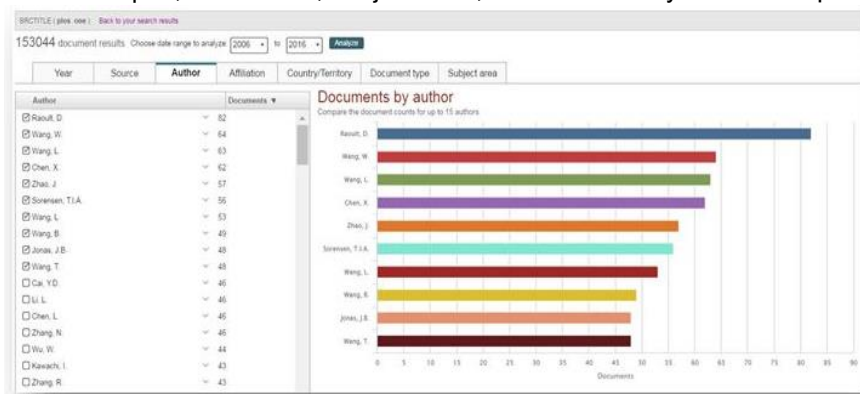 SRCTITLE ( plos one ) Back to your search results
153044 document results Choose date range to analyze: 2006 to 2016 Analyze
Year Source Author Affiliation Country/Territory Document type Subject area
Author Documents
Raoult, D. 82
Wang, W. 64
Wang, L. 63
Chen, X. 62
Zhao, J. 57
Sorensen, T.I.A. 56
Wang, L. 53
Wang, B. 49
Jonas, J.B. 48
Wang, T. 48
Cai, Y.D. 46
Li, L. 46
Chen, L. 46
Zhang, N. 46
Wu, W. 44
Kawachi, I. 43
Zhang, R. 43
Documents by author
Compare the document counts for up to 15 authors
Raoult, D.
Wang, W.
Wang, L.
Chen, X.
Zhao, J.
Sorensen, T.I.A.
Wang, L.
Wang, B.
Jonas, J.B.
Wang, T.
0 5 10 15 20 25 30 35 40 45 50 55 60 65 70 75 80 85 90
Documents